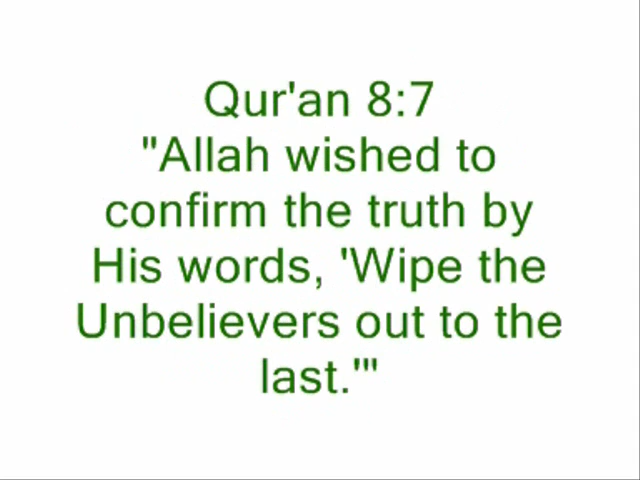 Qur'an 8:7
"Allah wished to
confirm the truth by
His words, 'Wipe the
Unbelievers out to the
last.'"